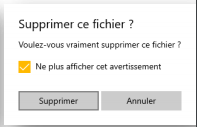 Supprimer ce fichier ?
Voulez-vous vraiment supprimer ce fichier ?
Ne plus afficher cet avertissement
Supprimer
Annuler